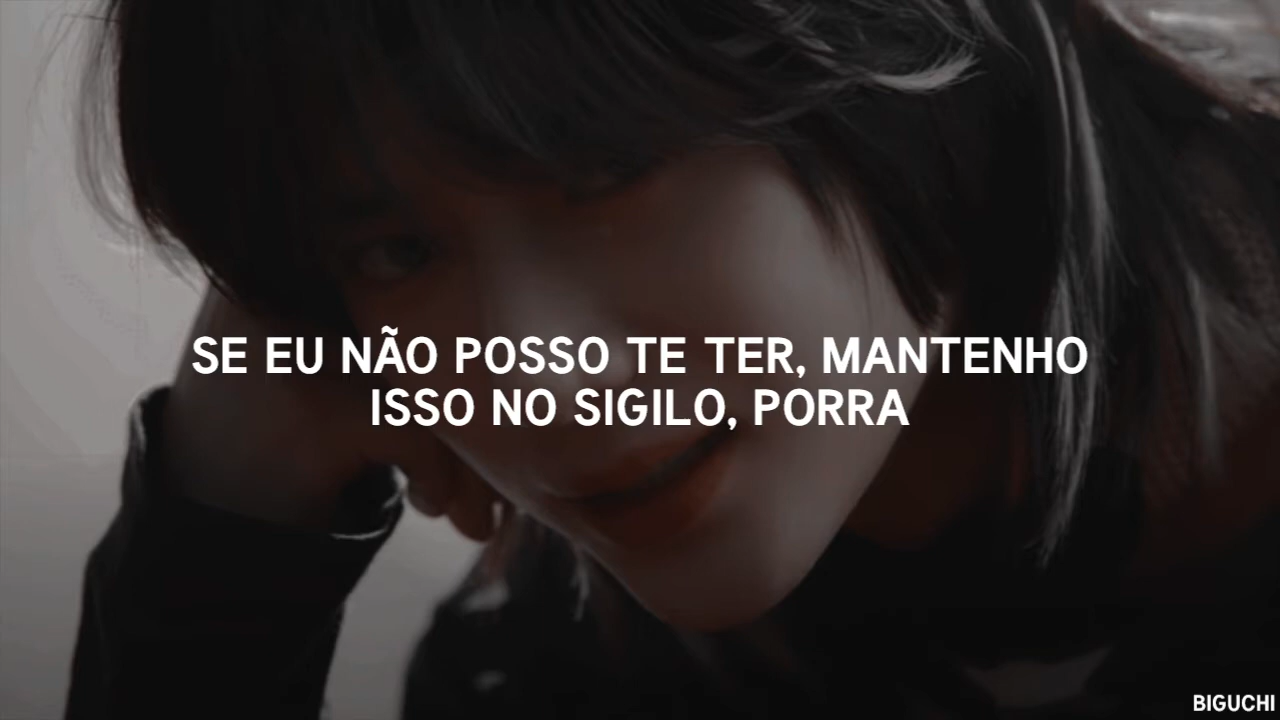 SE EU NÃO POSSO TE TER, MANTENHO
ISSO NO SIGILO, PORRA
BIGUCHI